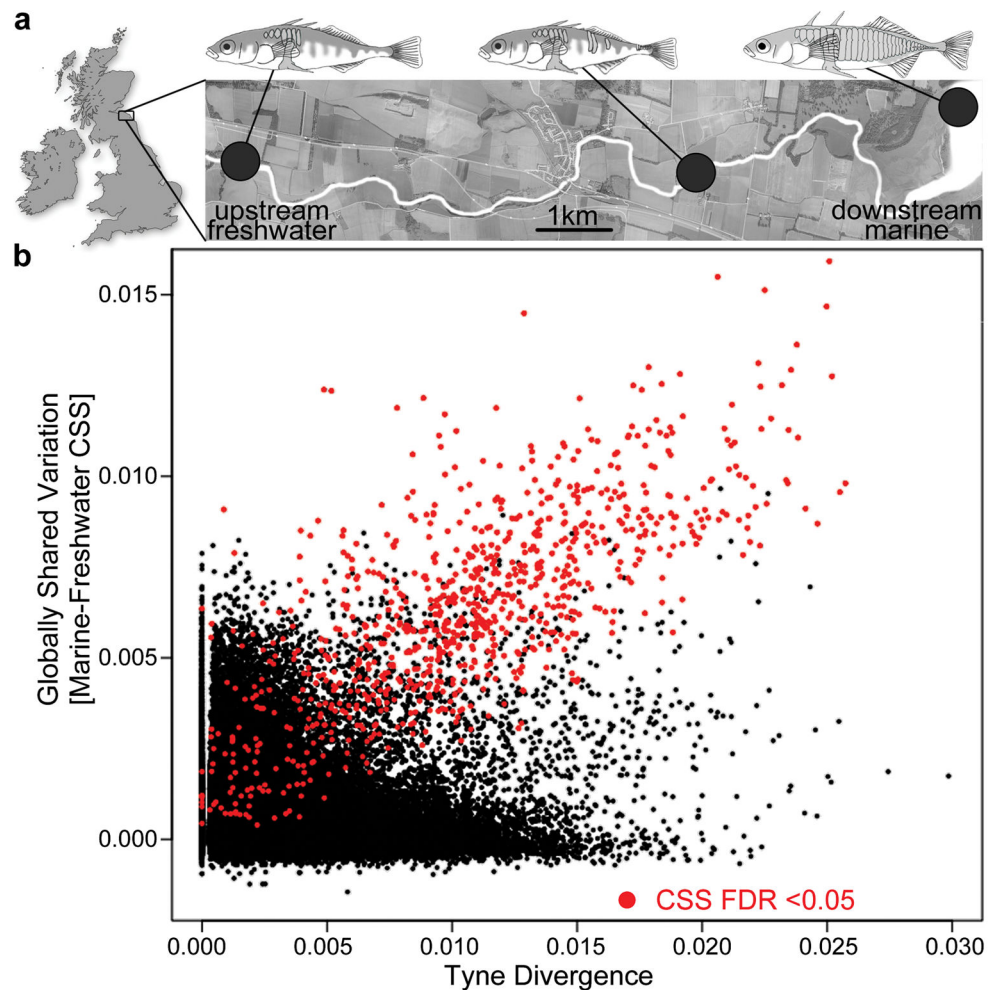 a
upstream
freshwater
1km
downstream
marine
b
Globally Shared Variation
[Marine-Freshwater CSS]
0.015
0.010
0.005
0.000
CSS FDR <0.05
0.000 0.005 0.010 0.015 0.020 0.025 0.030
Tyne Divergence